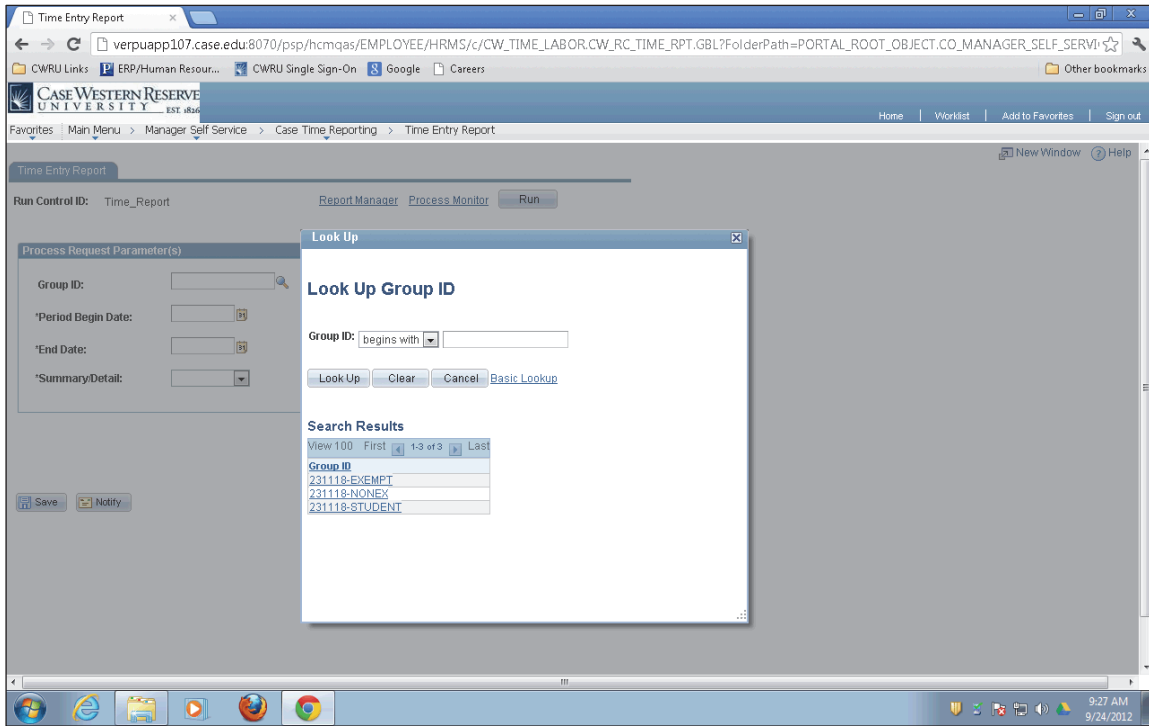 Time Entry Report
verpuapp107.case.edu:8070/psp/hcmqas/EMPLOYEE/HRMS/c/CW_TIME_LABOR.CW_RC_TIME_RPT.GBL?FolderPath=PORTAL_ROOT_OBJECT.CO_MANAGER_SELF_SERVI
CWRU Links ERP/Human Resour... CWRU Single Sign-On Google Careers Other bookmarks
CASE WESTERN RESERVE
UNIVERSITY EST. 1826
Home | Worklist | Add to Favorites | Sign out
Favorites | Main Menu > Manager Self Service > Case Time Reporting > Time Entry Report
New Window Help
Time Entry Report
Run Control ID: Time_Report Report Manager Process Monitor Run
Process Request Parameter(s)
Group ID:
*Period Begin Date:
*End Date:
*Summary/Detail:
Save Notify
Look Up
Look Up Group ID
Group ID: begins with
Look Up Clear Cancel Basic Lookup
Search Results
View 100 First 1-3 of 3 Last
Group ID
231118-EXEMPT
231118-NONEX
231118-STUDENT
9:27 AM
9/24/2012